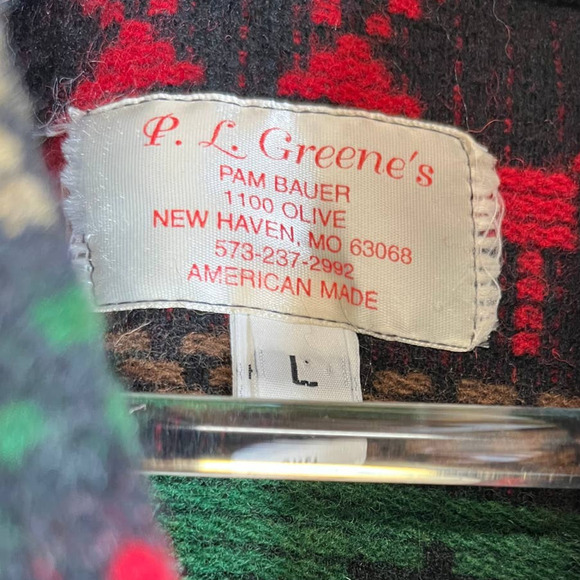 P. L. Greene's
PAM BAUER
1100 OLIVE
NEW HAVEN, MO 63068
573-237-2992
AMERICAN MADE
L